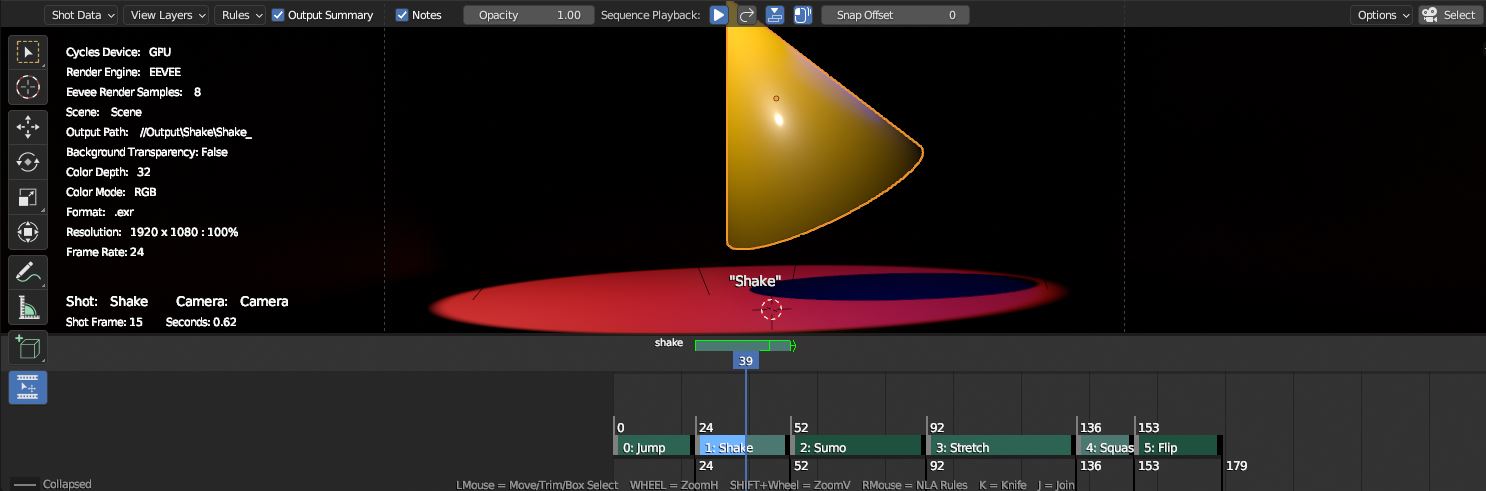 Shot Data View Layers Rules Output Summary Notes Opacity 1.00 Sequence Playback: Snap Offset 0 Options Select
Cycles Device: GPU
Render Engine: EEVEE
Eevee Render Samples: 8
Scene: Scene
Output Path: //Output\Shake\Shake_
Background Transparency: False
Color Depth: 32
Color Mode: RGB
Format: .exr
Resolution: 1920 x 1080 : 100%
Frame Rate: 24
"Shake"
Shot: Shake Camera: Camera
Shot Frame: 15 Seconds: 0.62
shake
39
0 24 52 92 136 153
0: Jump 1: Shake 2: Sumo 3: Stretch 4: Squas 5: Flip
24 52 92 136 153 179
Collapsed LMouse = Move/Trim/Box Select WHEEL = ZoomH SHIFT+Wheel = ZoomV RMouse = NLA Rules K = Knife J = Join